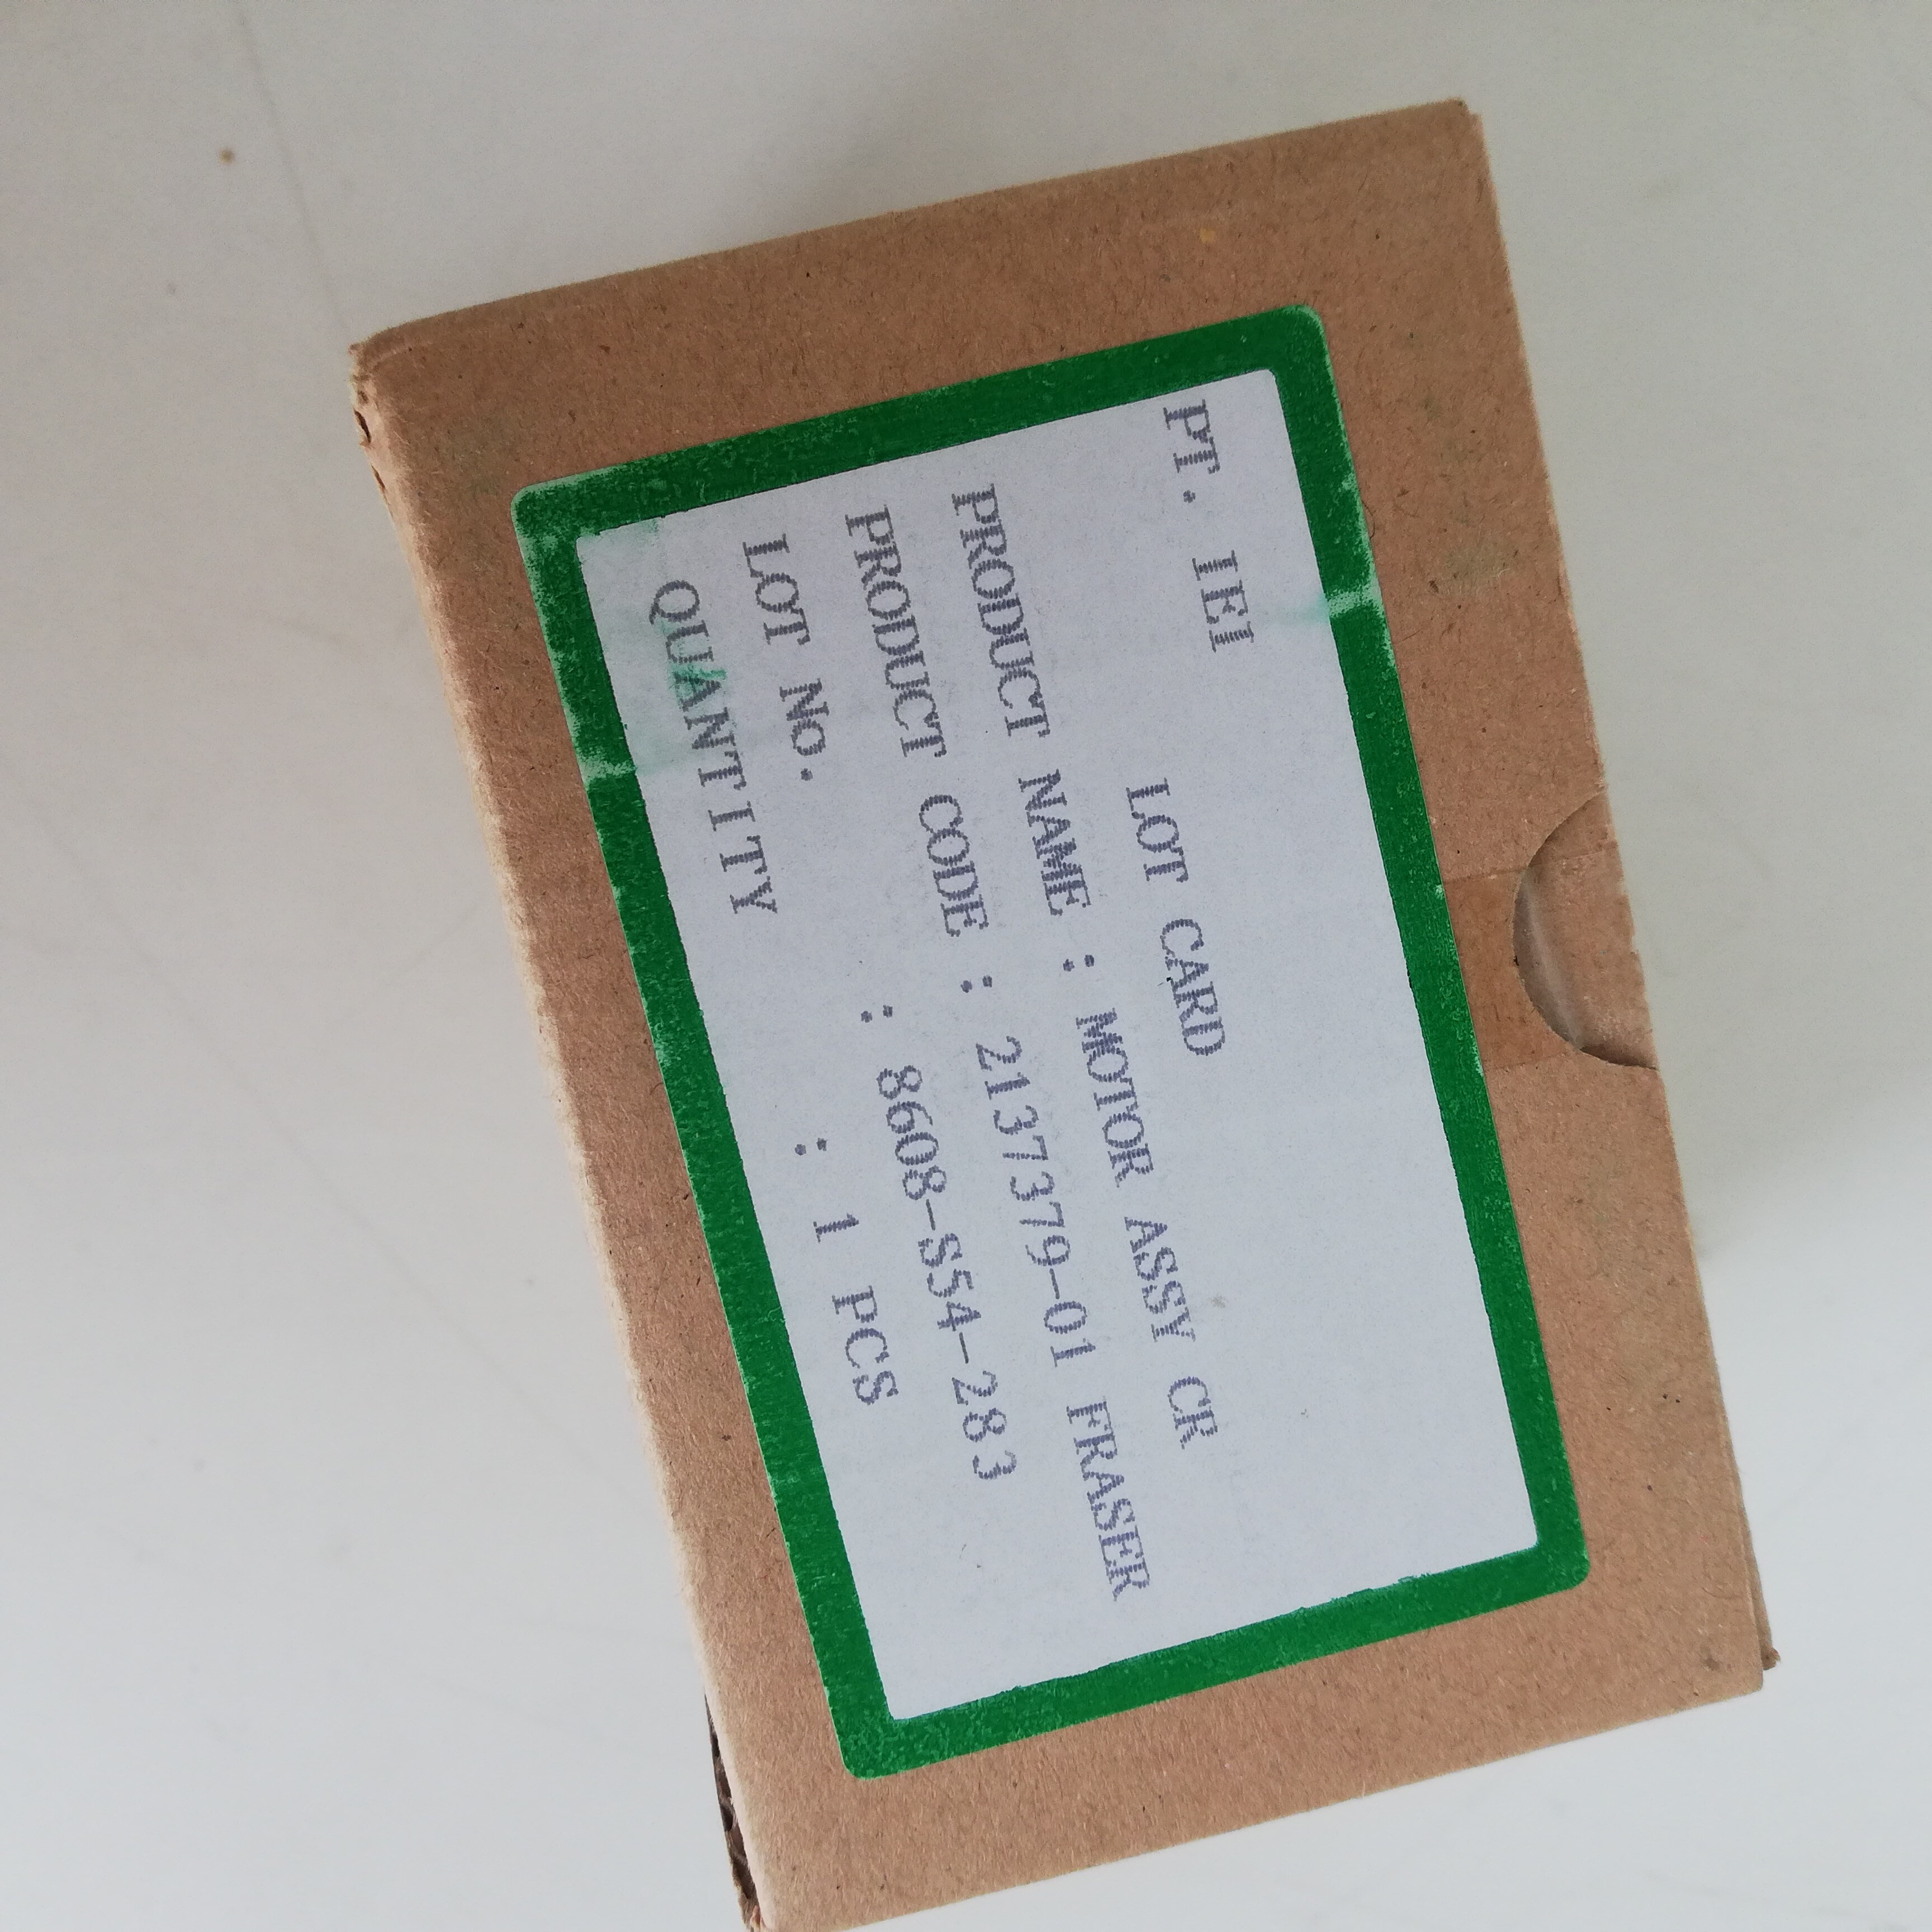 PT. IEI
LOT CARD
PRODUCT NAME : MOTOR ASSY CR
PRODUCT CODE : 2137379-01 FRASER
LOT NO. : 8608-S54-283
QUANTITY : 1 PCS